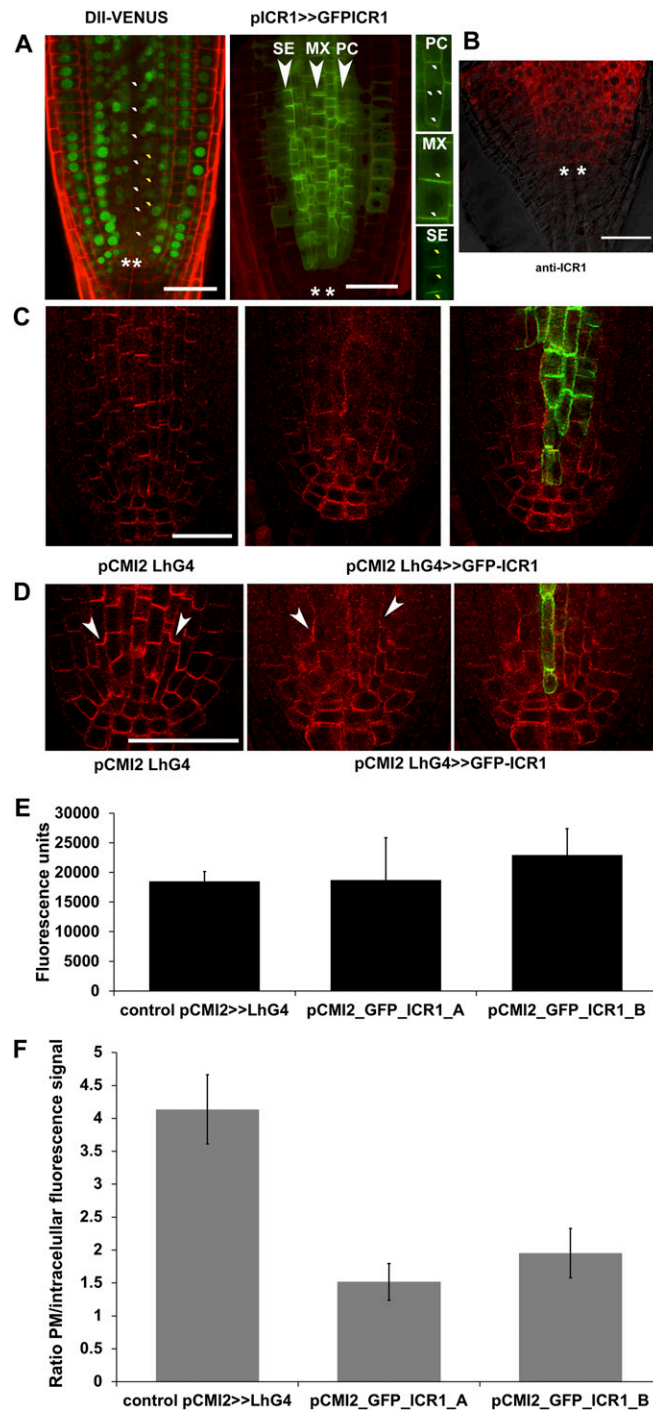 DII-VENUS
pICR1>>GFPICR1
A
SE MX PC
PC
MX
SE
**
* *
B
* *
anti-ICR1
C
pCMI2 LhG4
pCMI2 LhG4>>GFP-ICR1
D
pCMI2 LhG4
pCMI2 LhG4>>GFP-ICR1
E
Fluorescence units
30000
25000
20000
15000
10000
5000
0
control pCMI2>>LhG4
pCMI2_GFP_ICR1_A
pCMI2_GFP_ICR1_B
F
Ratio PM/intracelullar fluorescence signal
5
4.5
4
3.5
3
2.5
2
1.5
1
0.5
0
control pCMI2>>LhG4
pCMI2_GFP_ICR1_A
pCMI2_GFP_ICR1_B